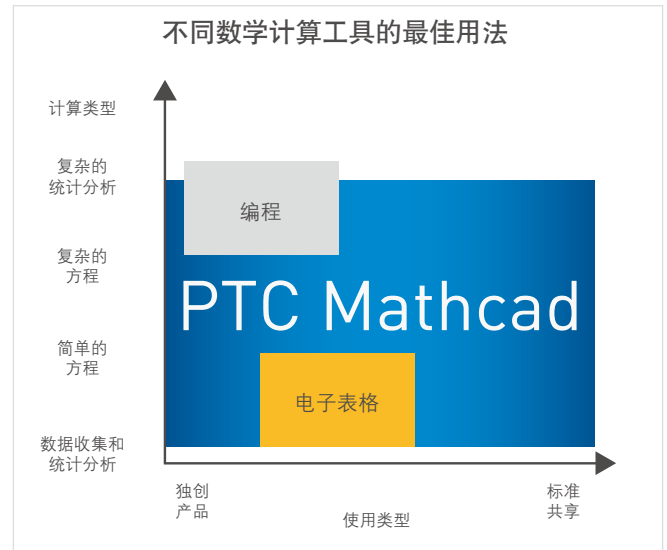 不同数学计算工具的最佳用法
计算类型
复杂的
统计分析
编程
复杂的
方程
PTC Mathcad
简单的
方程
电子表格
数据收集和
统计分析
独创
产品
使用类型
标准
共享